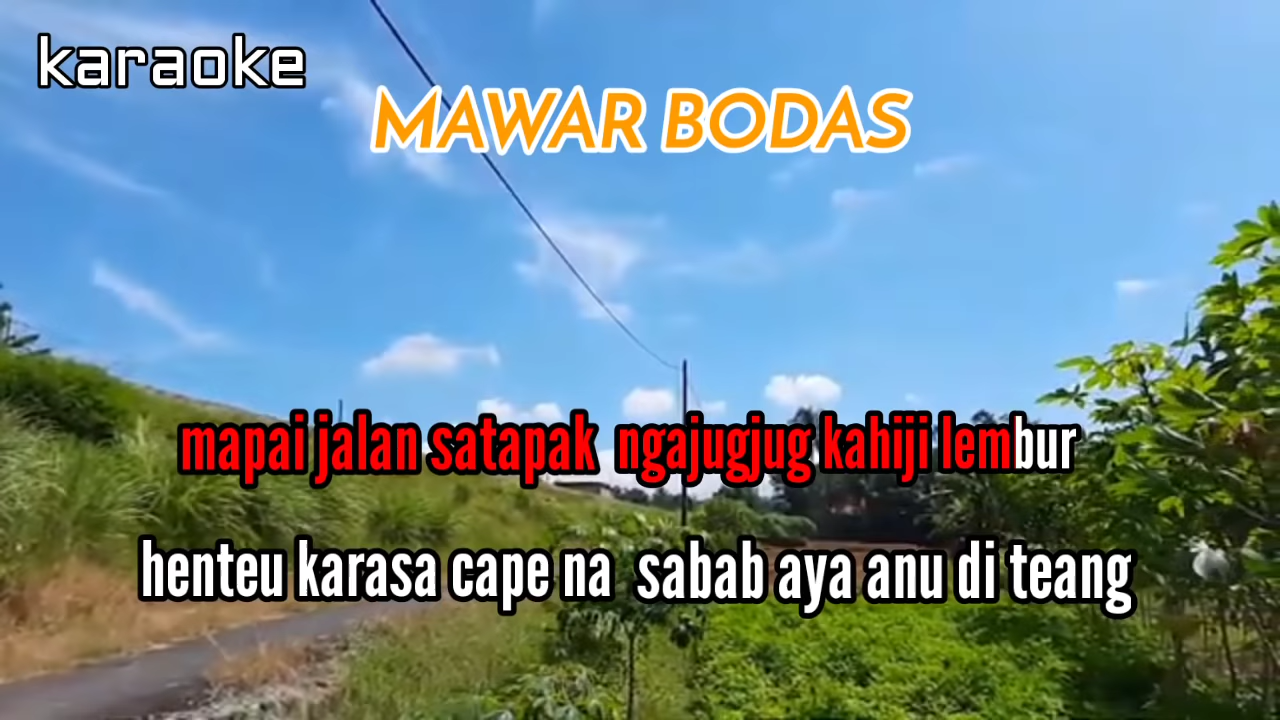 karaoke
MAWAR BODAS
mapai jalan satapak ngajugjug kahiji lembur
henteu karasa cape na sabab aya anu di teang